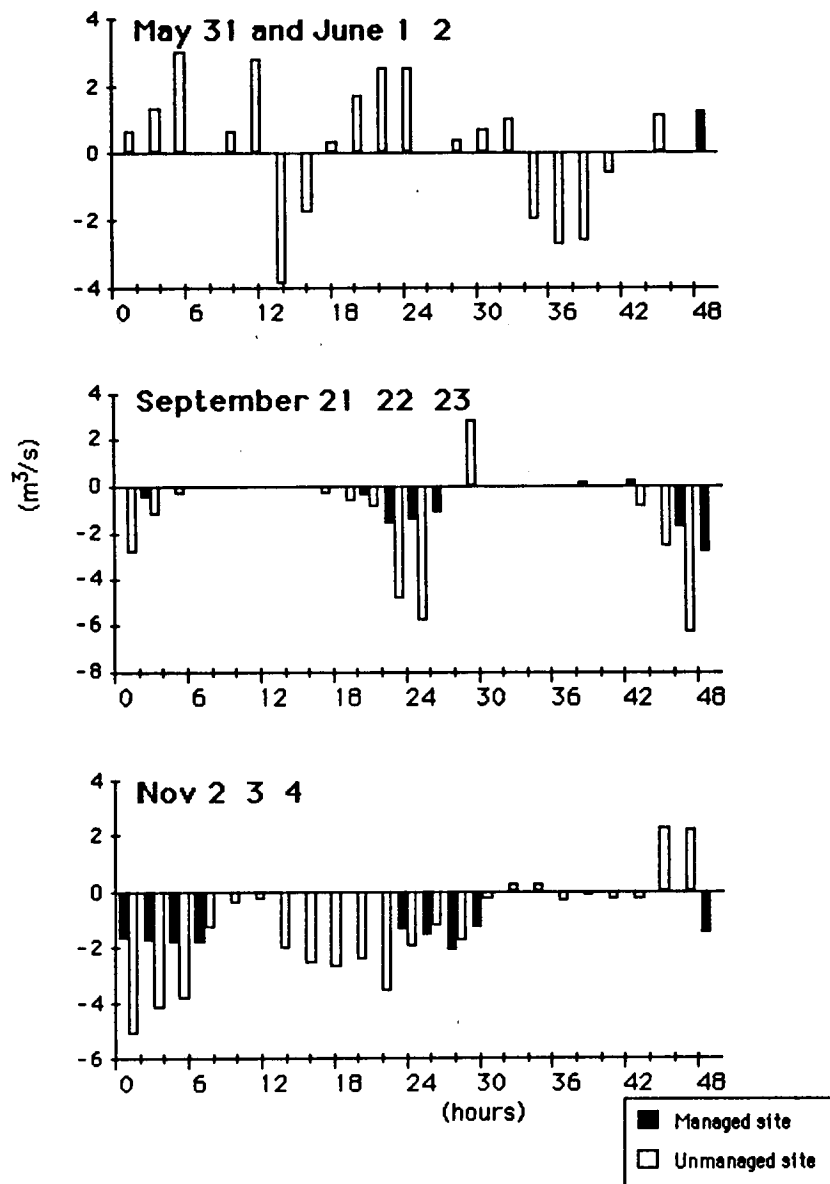 May 31 and June 1 2
4
2
0
-2
-4
0 6 12 18 24 30 36 42 48
September 21 22 23
4
2
0
-2
-4
-6
-8
(m³/s)
0 6 12 18 24 30 36 42 48
Nov 2 3 4
4
2
0
-2
-4
-6
0 6 12 18 24 30 36 42 48
(hours)
Managed site
Unmanaged site